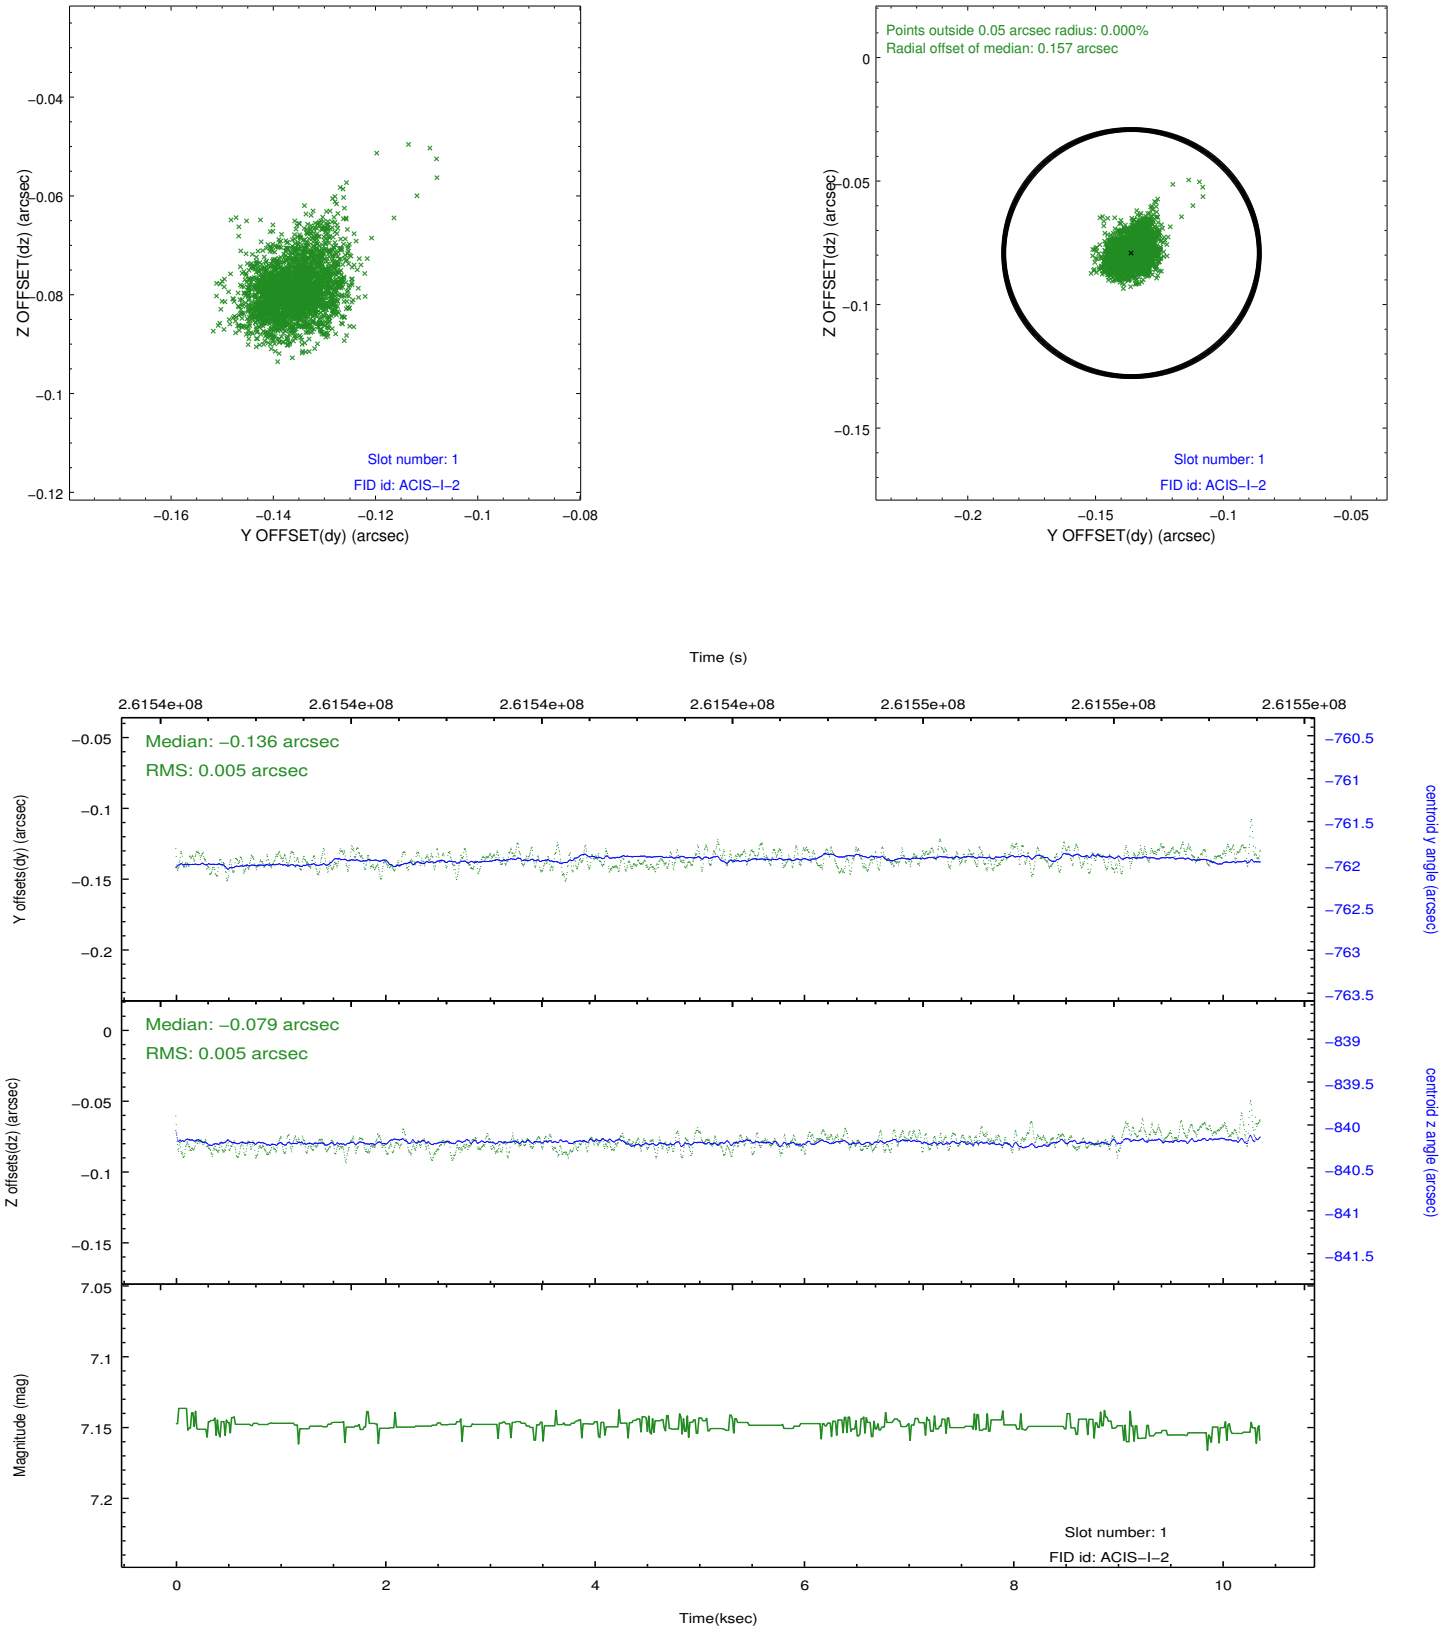 −0.04
−0.06
−0.08
−0.1
−0.12
Z OFFSET(dz) (arcsec)
Slot number: 1
FID id: ACIS−I−2
−0.16
−0.14
−0.12
−0.1
−0.08
Y OFFSET(dy) (arcsec)
Points outside 0.05 arcsec radius: 0.000%
Radial offset of median: 0.157 arcsec
0
−0.05
−0.1
−0.15
Z OFFSET(dz) (arcsec)
Slot number: 1
FID id: ACIS−I−2
−0.2
−0.15
−0.1
−0.05
Y OFFSET(dy) (arcsec)
Time (s)
2.6154e+08
2.6154e+08
2.6154e+08
2.6154e+08
2.6155e+08
2.6155e+08
2.6155e+08
Median: −0.136 arcsec
RMS: 0.005 arcsec
−0.05
−0.1
−0.15
−0.2
Y offsets(dy) (arcsec)
−760.5
−761
−761.5
−762
−762.5
−763
−763.5
centroid y angle (arcsec)
Median: −0.079 arcsec
RMS: 0.005 arcsec
0
−0.05
−0.1
−0.15
Z offsets(dz) (arcsec)
−839
−839.5
−840
−840.5
−841
−841.5
centroid z angle (arcsec)
7.05
7.1
7.15
7.2
Magnitude (mag)
Slot number: 1
FID id: ACIS−I−2
0
2
4
6
8
10
Time(ksec)